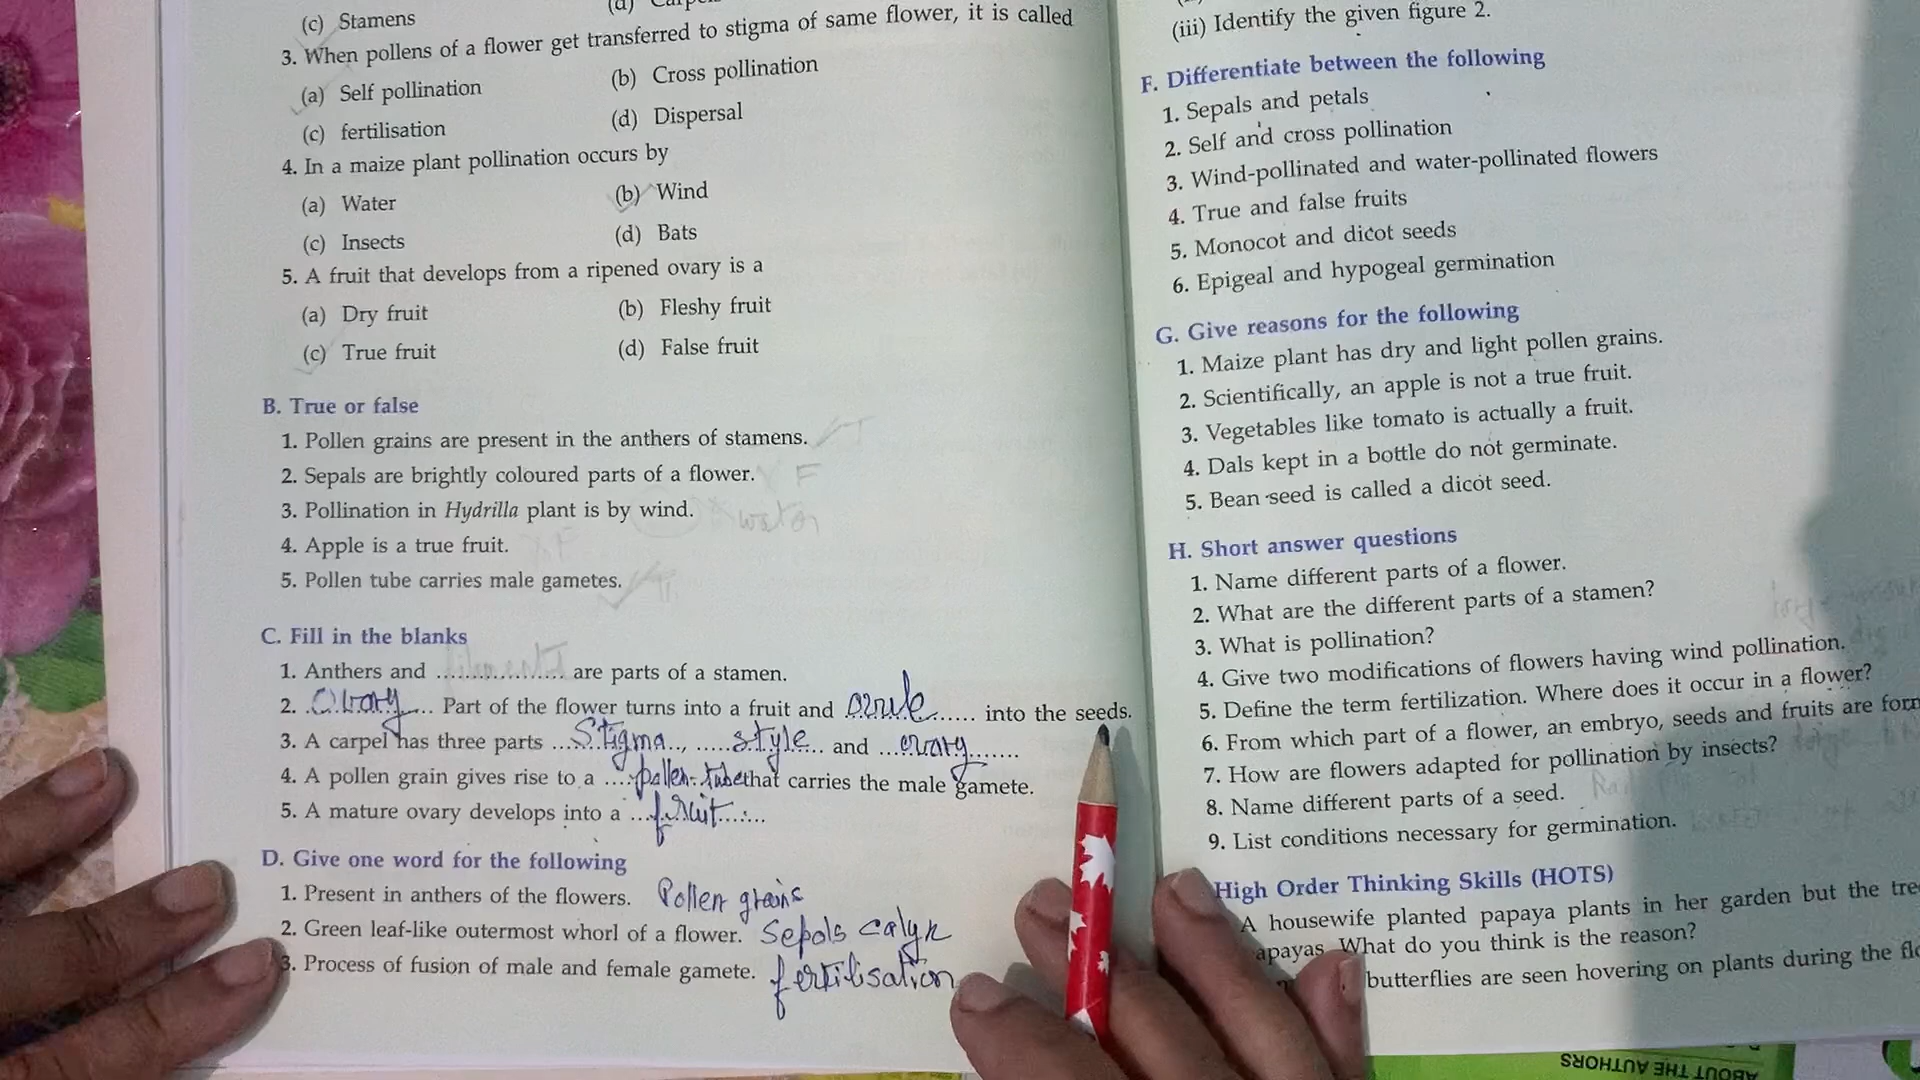 (c) Stamens
3. When pollens of a flower get transferred to stigma of same flower, it is called
(a) Self pollination (b) Cross pollination
(c) fertilisation (d) Dispersal
4. In a maize plant pollination occurs by
(a) Water (b) Wind
(c) Insects (d) Bats
5. A fruit that develops from a ripened ovary is a
(a) Dry fruit (b) Fleshy fruit
(c) True fruit (d) False fruit
B. True or false
1. Pollen grains are present in the anthers of stamens. T
2. Sepals are brightly coloured parts of a flower. F
3. Pollination in Hydrilla plant is by wind. water
4. Apple is a true fruit. F
5. Pollen tube carries male gametes. T
C. Fill in the blanks
1. Anthers and filament are parts of a stamen.
2. Ovary Part of the flower turns into a fruit and into the seeds.
3. A carpel has three parts Stigma, style and ovary
4. A pollen grain gives rise to a pollen-tube that carries the male gamete.
5. A mature ovary develops into a fruit
D. Give one word for the following
1. Present in anthers of the flowers. Pollen grains
2. Green leaf-like outermost whorl of a flower. Sepals calyx
3. Process of fusion of male and female gamete. fertilisation
(iii) Identify the given figure 2.
F. Differentiate between the following
1. Sepals and petals
2. Self and cross pollination
3. Wind-pollinated and water-pollinated flowers
4. True and false fruits
5. Monocot and dicot seeds
6. Epigeal and hypogeal germination
G. Give reasons for the following
1. Maize plant has dry and light pollen grains.
2. Scientifically, an apple is not a true fruit.
3. Vegetables like tomato is actually a fruit.
4. Dals kept in a bottle do not germinate.
5. Bean seed is called a dicot seed.
H. Short answer questions
1. Name different parts of a flower.
2. What are the different parts of a stamen?
3. What is pollination?
4. Give two modifications of flowers having wind pollination.
5. Define the term fertilization. Where does it occur in a flower?
6. From which part of a flower, an embryo, seeds and fruits are form
7. How are flowers adapted for pollination by insects?
8. Name different parts of a seed.
9. List conditions necessary for germination.
High Order Thinking Skills (HOTS)
A housewife planted papaya plants in her garden but the tre
apayas. What do you think is the reason?
butterflies are seen hovering on plants during the flo
ABOUT THE AUTHORS